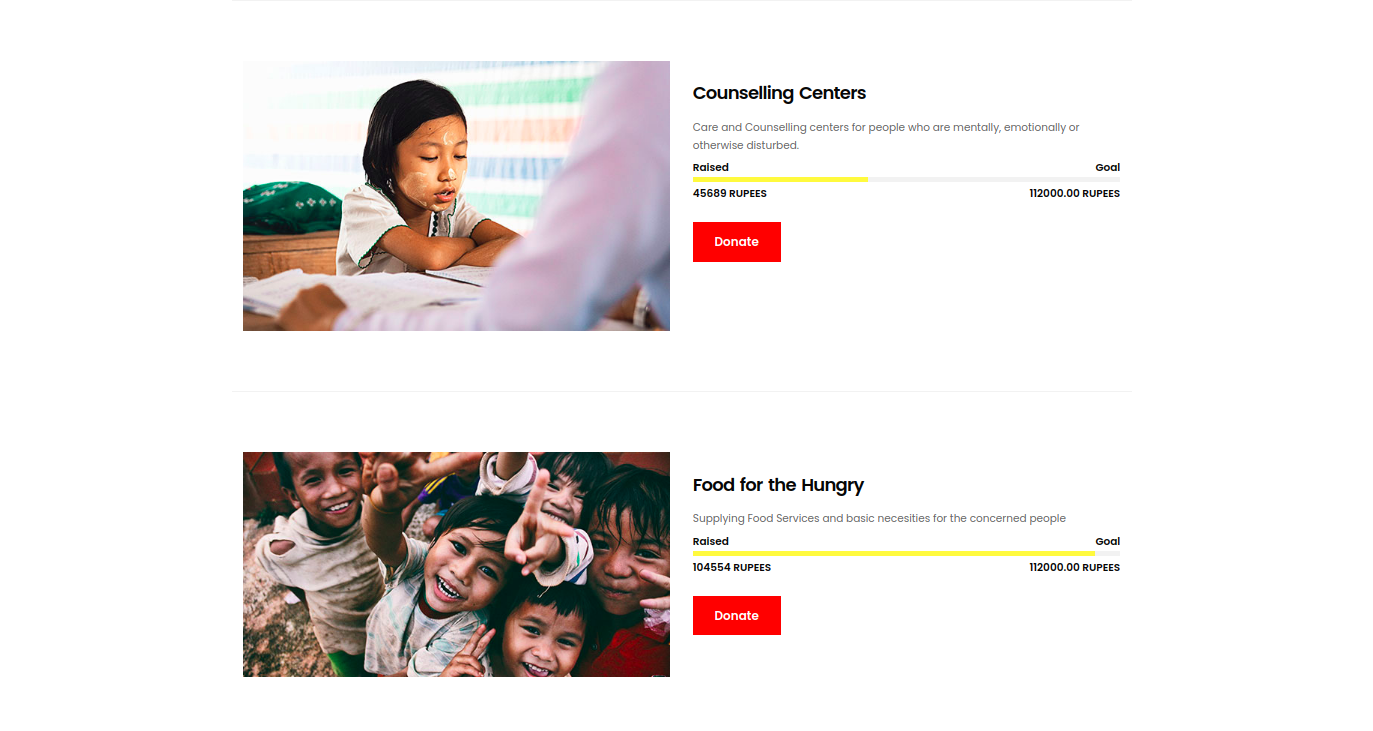 Counselling Centers
Care and Counselling centers for people who are mentally, emotionally or
otherwise disturbed.
Raised Goal
45689 RUPEES 112000.00 RUPEES
Donate
Food for the Hungry
Supplying Food Services and basic necesities for the concerned people
Raised Goal
104554 RUPEES 112000.00 RUPEES
Donate